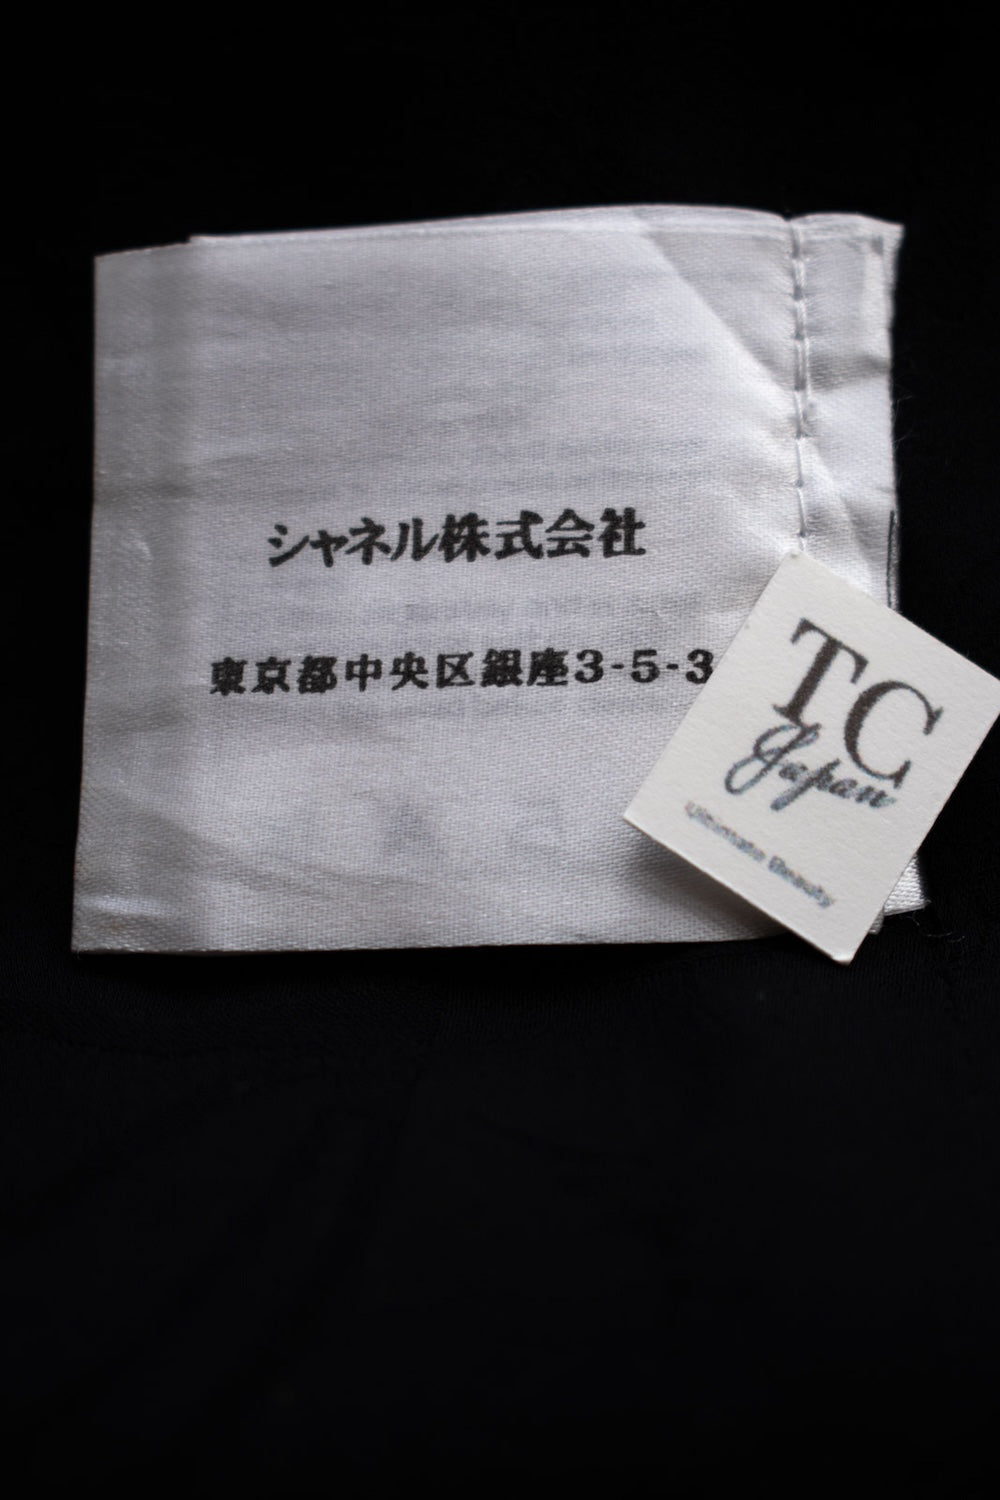 シャネル株式会社
東京都中央区銀座3-5-3
TC
Japan
Ultimate Beauty